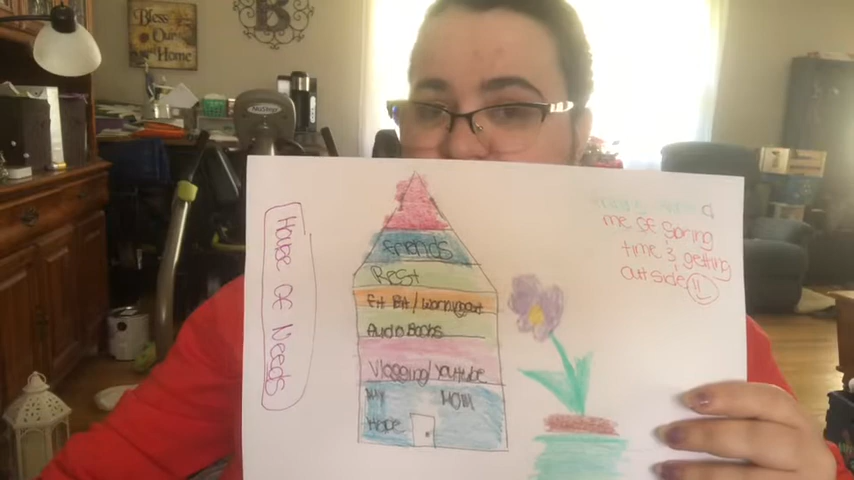 Bless
Our
Home
B
House OF Needs
friends
Rest
Fit Bit / Worningout
Audio Books
Vlogging/Youtube
My MOM
Hope
me OF Spring
time & getting
outside